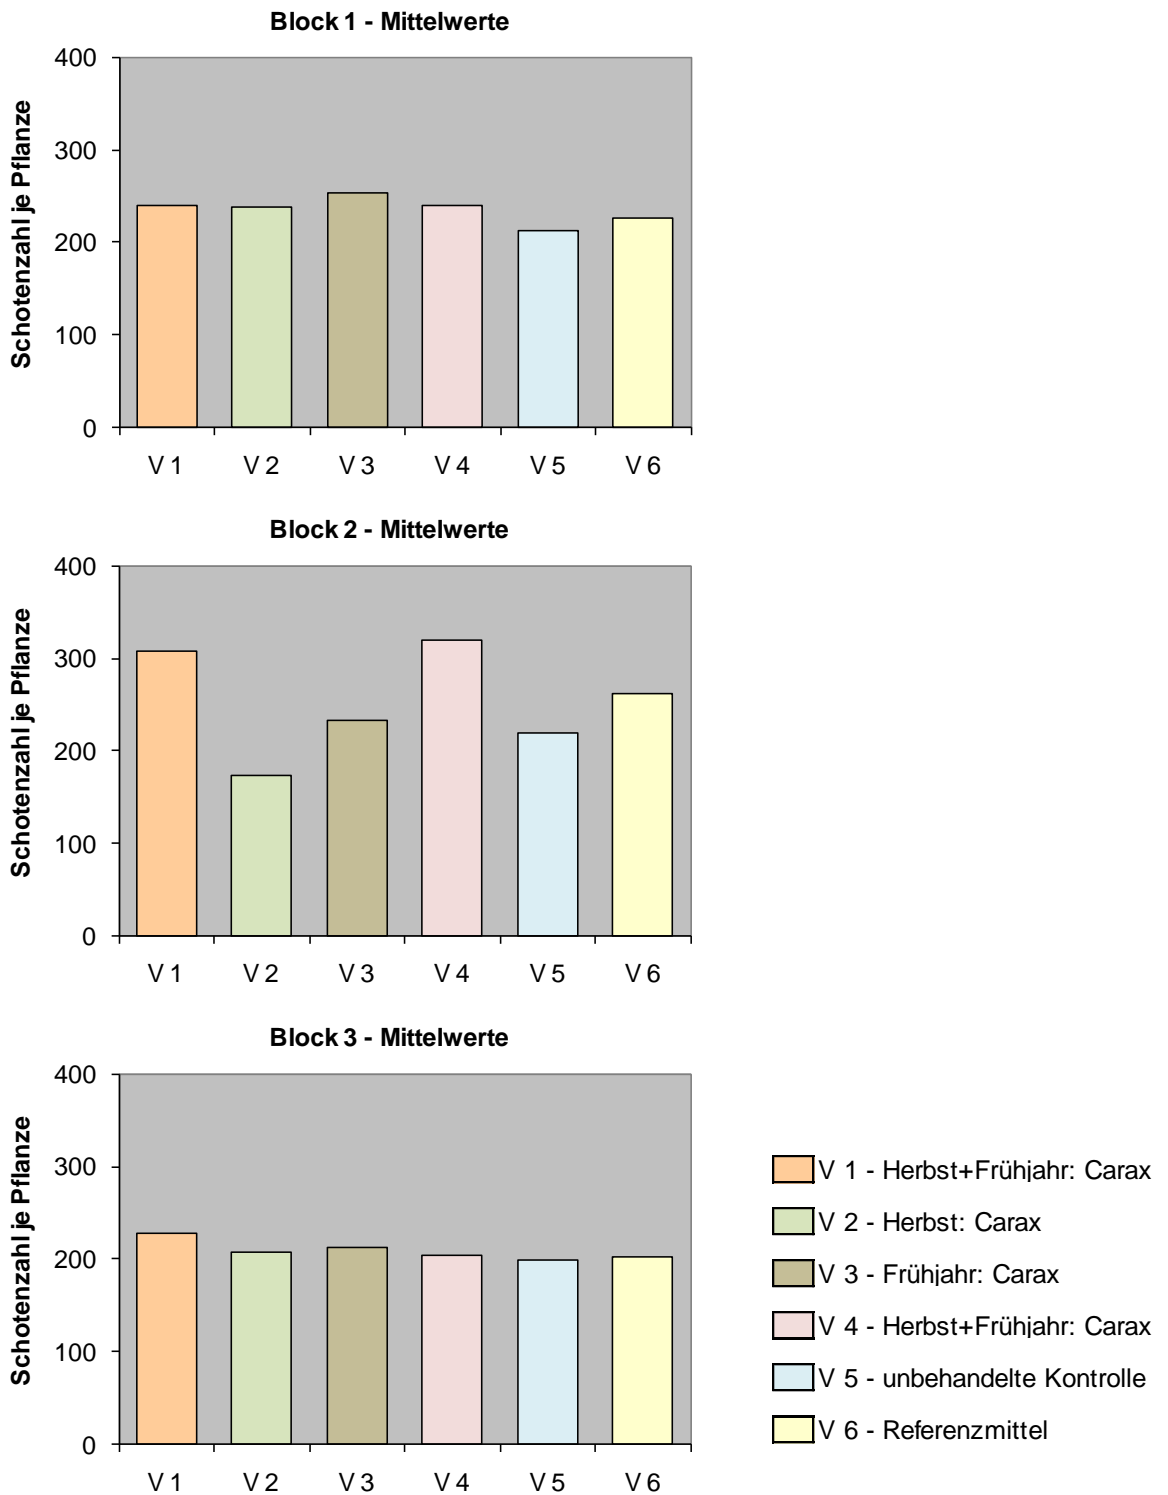 Block 1 - Mittelwerte
Schotenzahl je Pflanze
400
300
200
100
0
V 1 V 2 V 3 V 4 V 5 V 6
Block 2 - Mittelwerte
Schotenzahl je Pflanze
400
300
200
100
0
V 1 V 2 V 3 V 4 V 5 V 6
Block 3 - Mittelwerte
Schotenzahl je Pflanze
400
300
200
100
0
V 1 V 2 V 3 V 4 V 5 V 6
V 1 - Herbst+Frühjahr: Carax
V 2 - Herbst: Carax
V 3 - Frühjahr: Carax
V 4 - Herbst+Frühjahr: Carax
V 5 - unbehandelte Kontrolle
V 6 - Referenzmittel